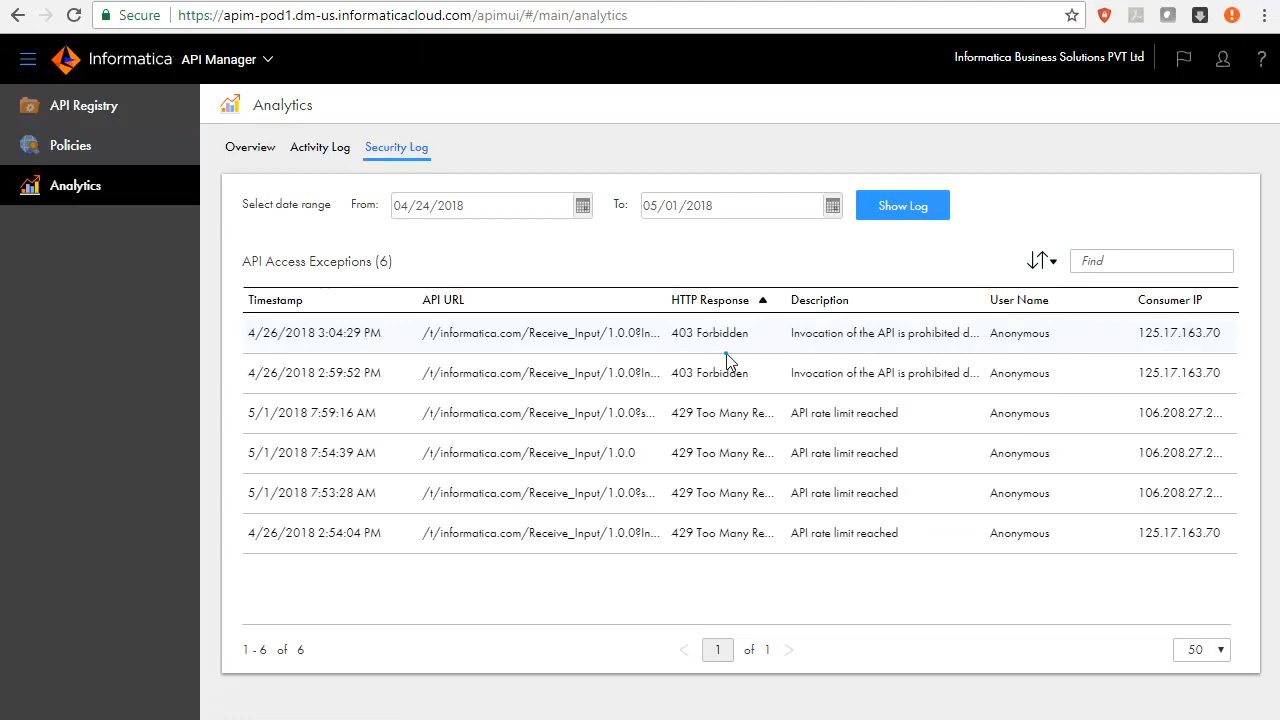 Secure https://apim-pod1.dm-us.informaticacloud.com/apimui/#/main/analytics
Informatica API Manager
Informatica Business Solutions PVT Ltd
?
API Registry
Policies
Analytics
Analytics
Overview Activity Log Security Log
Select date range From: 04/24/2018 To: 05/01/2018 Show Log
API Access Exceptions (6) Find
Timestamp API URL HTTP Response Description User Name Consumer IP
4/26/2018 3:04:29 PM /t/informatica.com/Receive_Input/1.0.0?In... 403 Forbidden Invocation of the API is prohibited d... Anonymous 125.17.163.70
4/26/2018 2:59:52 PM /t/informatica.com/Receive_Input/1.0.0?In... 403 Forbidden Invocation of the API is prohibited d... Anonymous 125.17.163.70
5/1/2018 7:59:16 AM /t/informatica.com/Receive_Input/1.0.0?s... 429 Too Many Re... API rate limit reached Anonymous 106.208.27.2...
5/1/2018 7:54:39 AM /t/informatica.com/Receive_Input/1.0.0 429 Too Many Re... API rate limit reached Anonymous 106.208.27.2...
5/1/2018 7:53:28 AM /t/informatica.com/Receive_Input/1.0.0?s... 429 Too Many Re... API rate limit reached Anonymous 106.208.27.2...
4/26/2018 2:54:04 PM /t/informatica.com/Receive_Input/1.0.0?In... 429 Too Many Re... API rate limit reached Anonymous 125.17.163.70
1 - 6 of 6 1 of 1 50